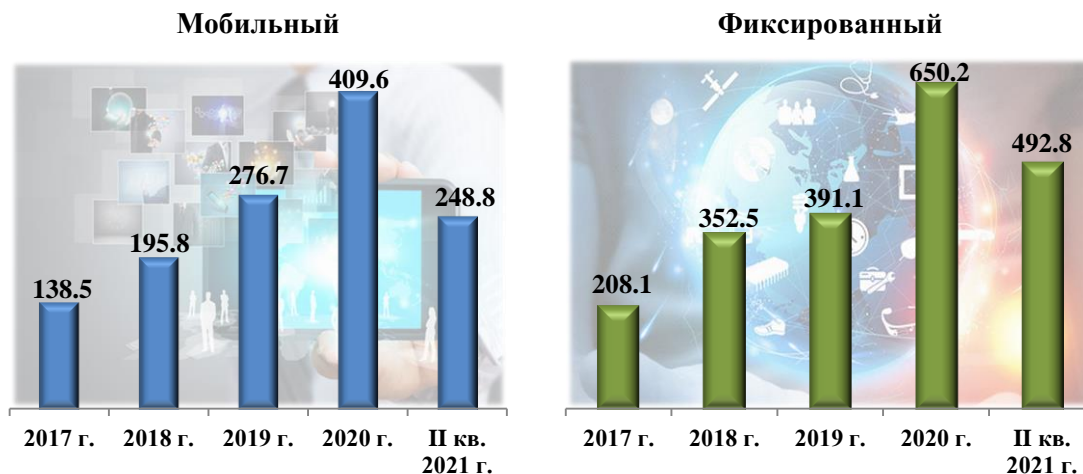 Мобильный
409.6
276.7
248.8
195.8
138.5
2017 г.
2018 г.
2019 г.
2020 г.
II кв.
2021 г.
Фиксированный
650.2
492.8
391.1
352.5
208.1
2017 г.
2018 г.
2019 г.
2020 г.
II кв.
2021 г.